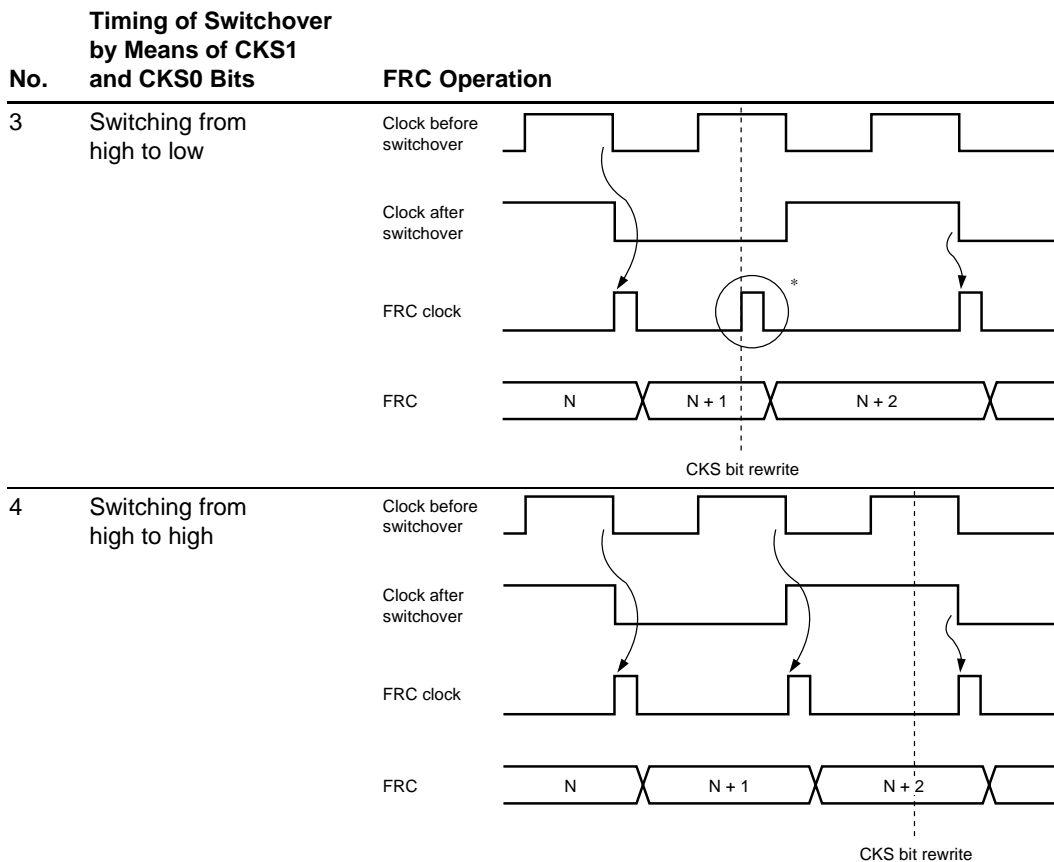 No.
Timing of Switchover
by Means of CKS1
and CKS0 Bits
FRC Operation
3
Switching from
high to low
Clock before
switchover
Clock after
switchover
FRC clock
*
FRC
N
N + 1
N + 2
CKS bit rewrite
4
Switching from
high to high
Clock before
switchover
Clock after
switchover
FRC clock
FRC
N
N + 1
N + 2
CKS bit rewrite